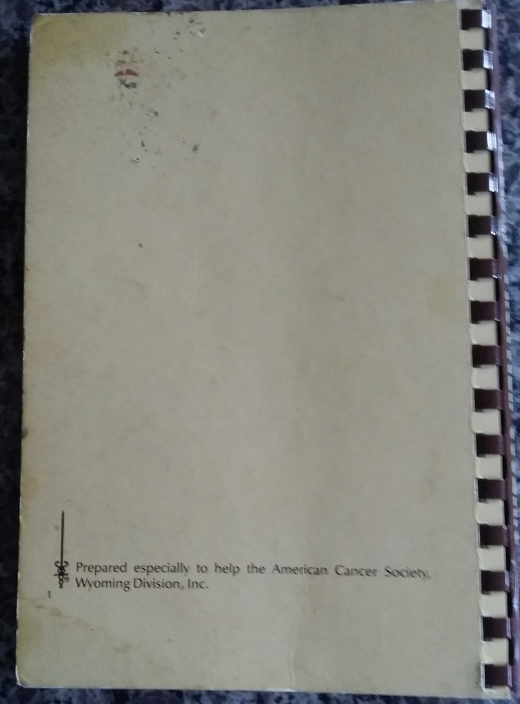 Prepared especially to help the American Cancer Society,
Wyoming Division, Inc.